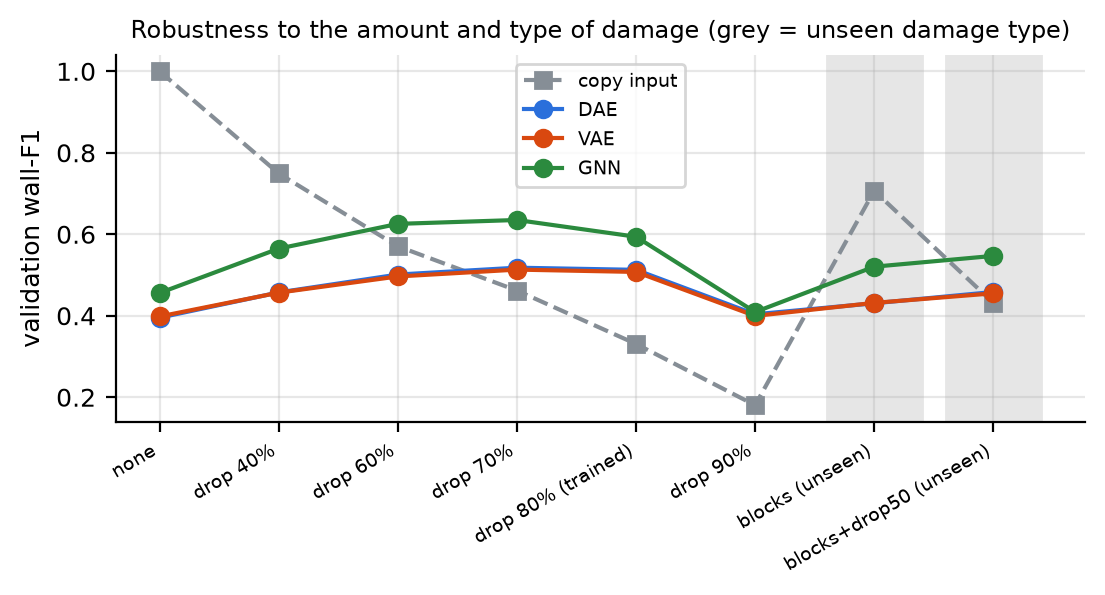 Robustness to the amount and type of damage (grey = unseen damage type)
copy input
DAE
VAE
GNN
validation wall-F1
1.0
0.8
0.6
0.4
0.2
none
drop 40%
drop 60%
drop 70%
drop 80% (trained)
drop 90%
blocks (unseen)
blocks+drop50 (unseen)